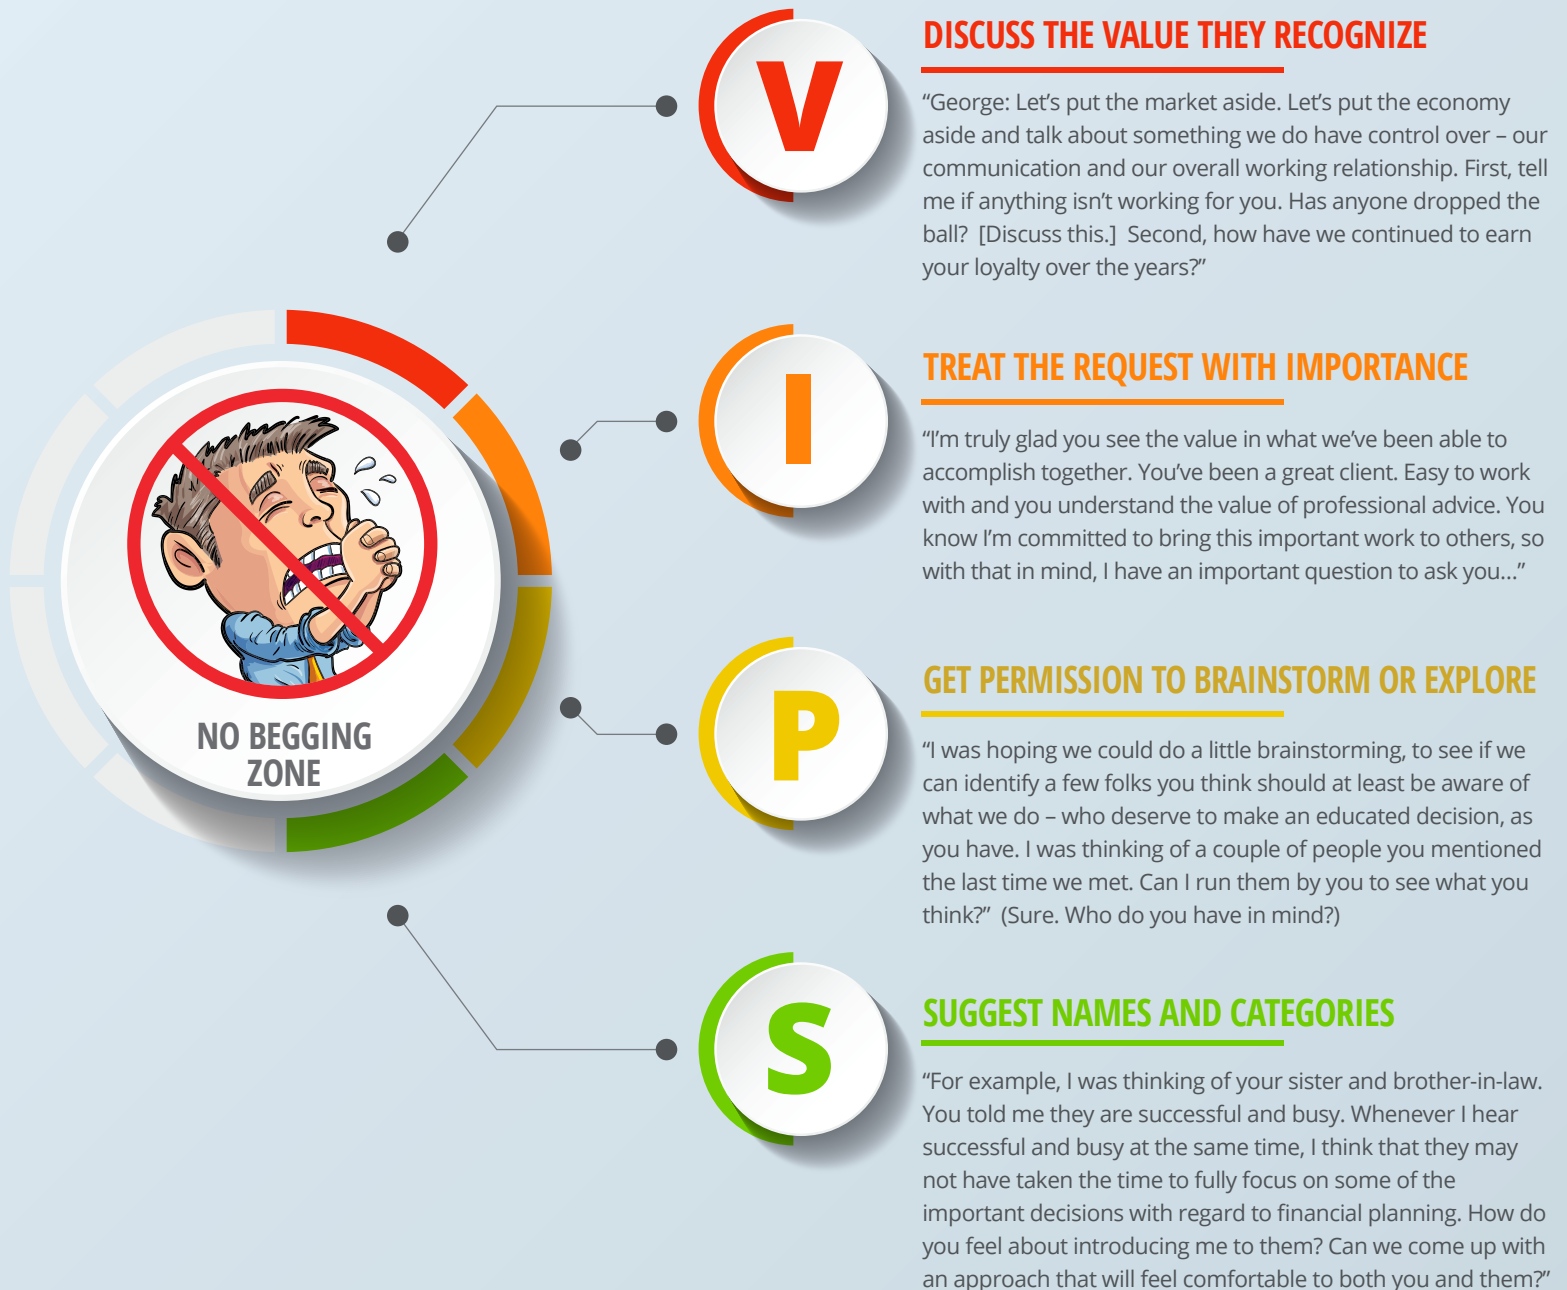 V
DISCUSS THE VALUE THEY RECOGNIZE
“George: Let’s put the market aside. Let’s put the economy
aside and talk about something we do have control over – our
communication and our overall working relationship. First, tell
me if anything isn’t working for you. Has anyone dropped the
ball?  [Discuss this.]  Second, how have we continued to earn
your loyalty over the years?”
I
TREAT THE REQUEST WITH IMPORTANCE
“I’m truly glad you see the value in what we’ve been able to
accomplish together. You’ve been a great client. Easy to work
with and you understand the value of professional advice. You
know I’m committed to bring this important work to others, so
with that in mind, I have an important question to ask you…”
NO BEGGING
ZONE
P
GET PERMISSION TO BRAINSTORM OR EXPLORE
“I was hoping we could do a little brainstorming, to see if we
can identify a few folks you think should at least be aware of
what we do – who deserve to make an educated decision, as
you have. I was thinking of a couple of people you mentioned
the last time we met. Can I run them by you to see what you
think?”  (Sure. Who do you have in mind?)
S
SUGGEST NAMES AND CATEGORIES
“For example, I was thinking of your sister and brother-in-law.
You told me they are successful and busy. Whenever I hear
successful and busy at the same time, I think that they may
not have taken the time to fully focus on some of the
important decisions with regard to financial planning. How do
you feel about introducing me to them? Can we come up with
an approach that will feel comfortable to both you and them?”